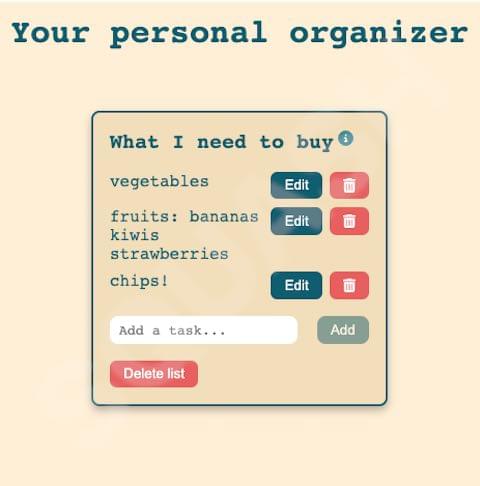 Your personal organizer
What I need to buy
vegetables
Edit
fruits: bananas
kiwis
strawberries
Edit
chips!
Edit
Add a task...
Add
Delete list